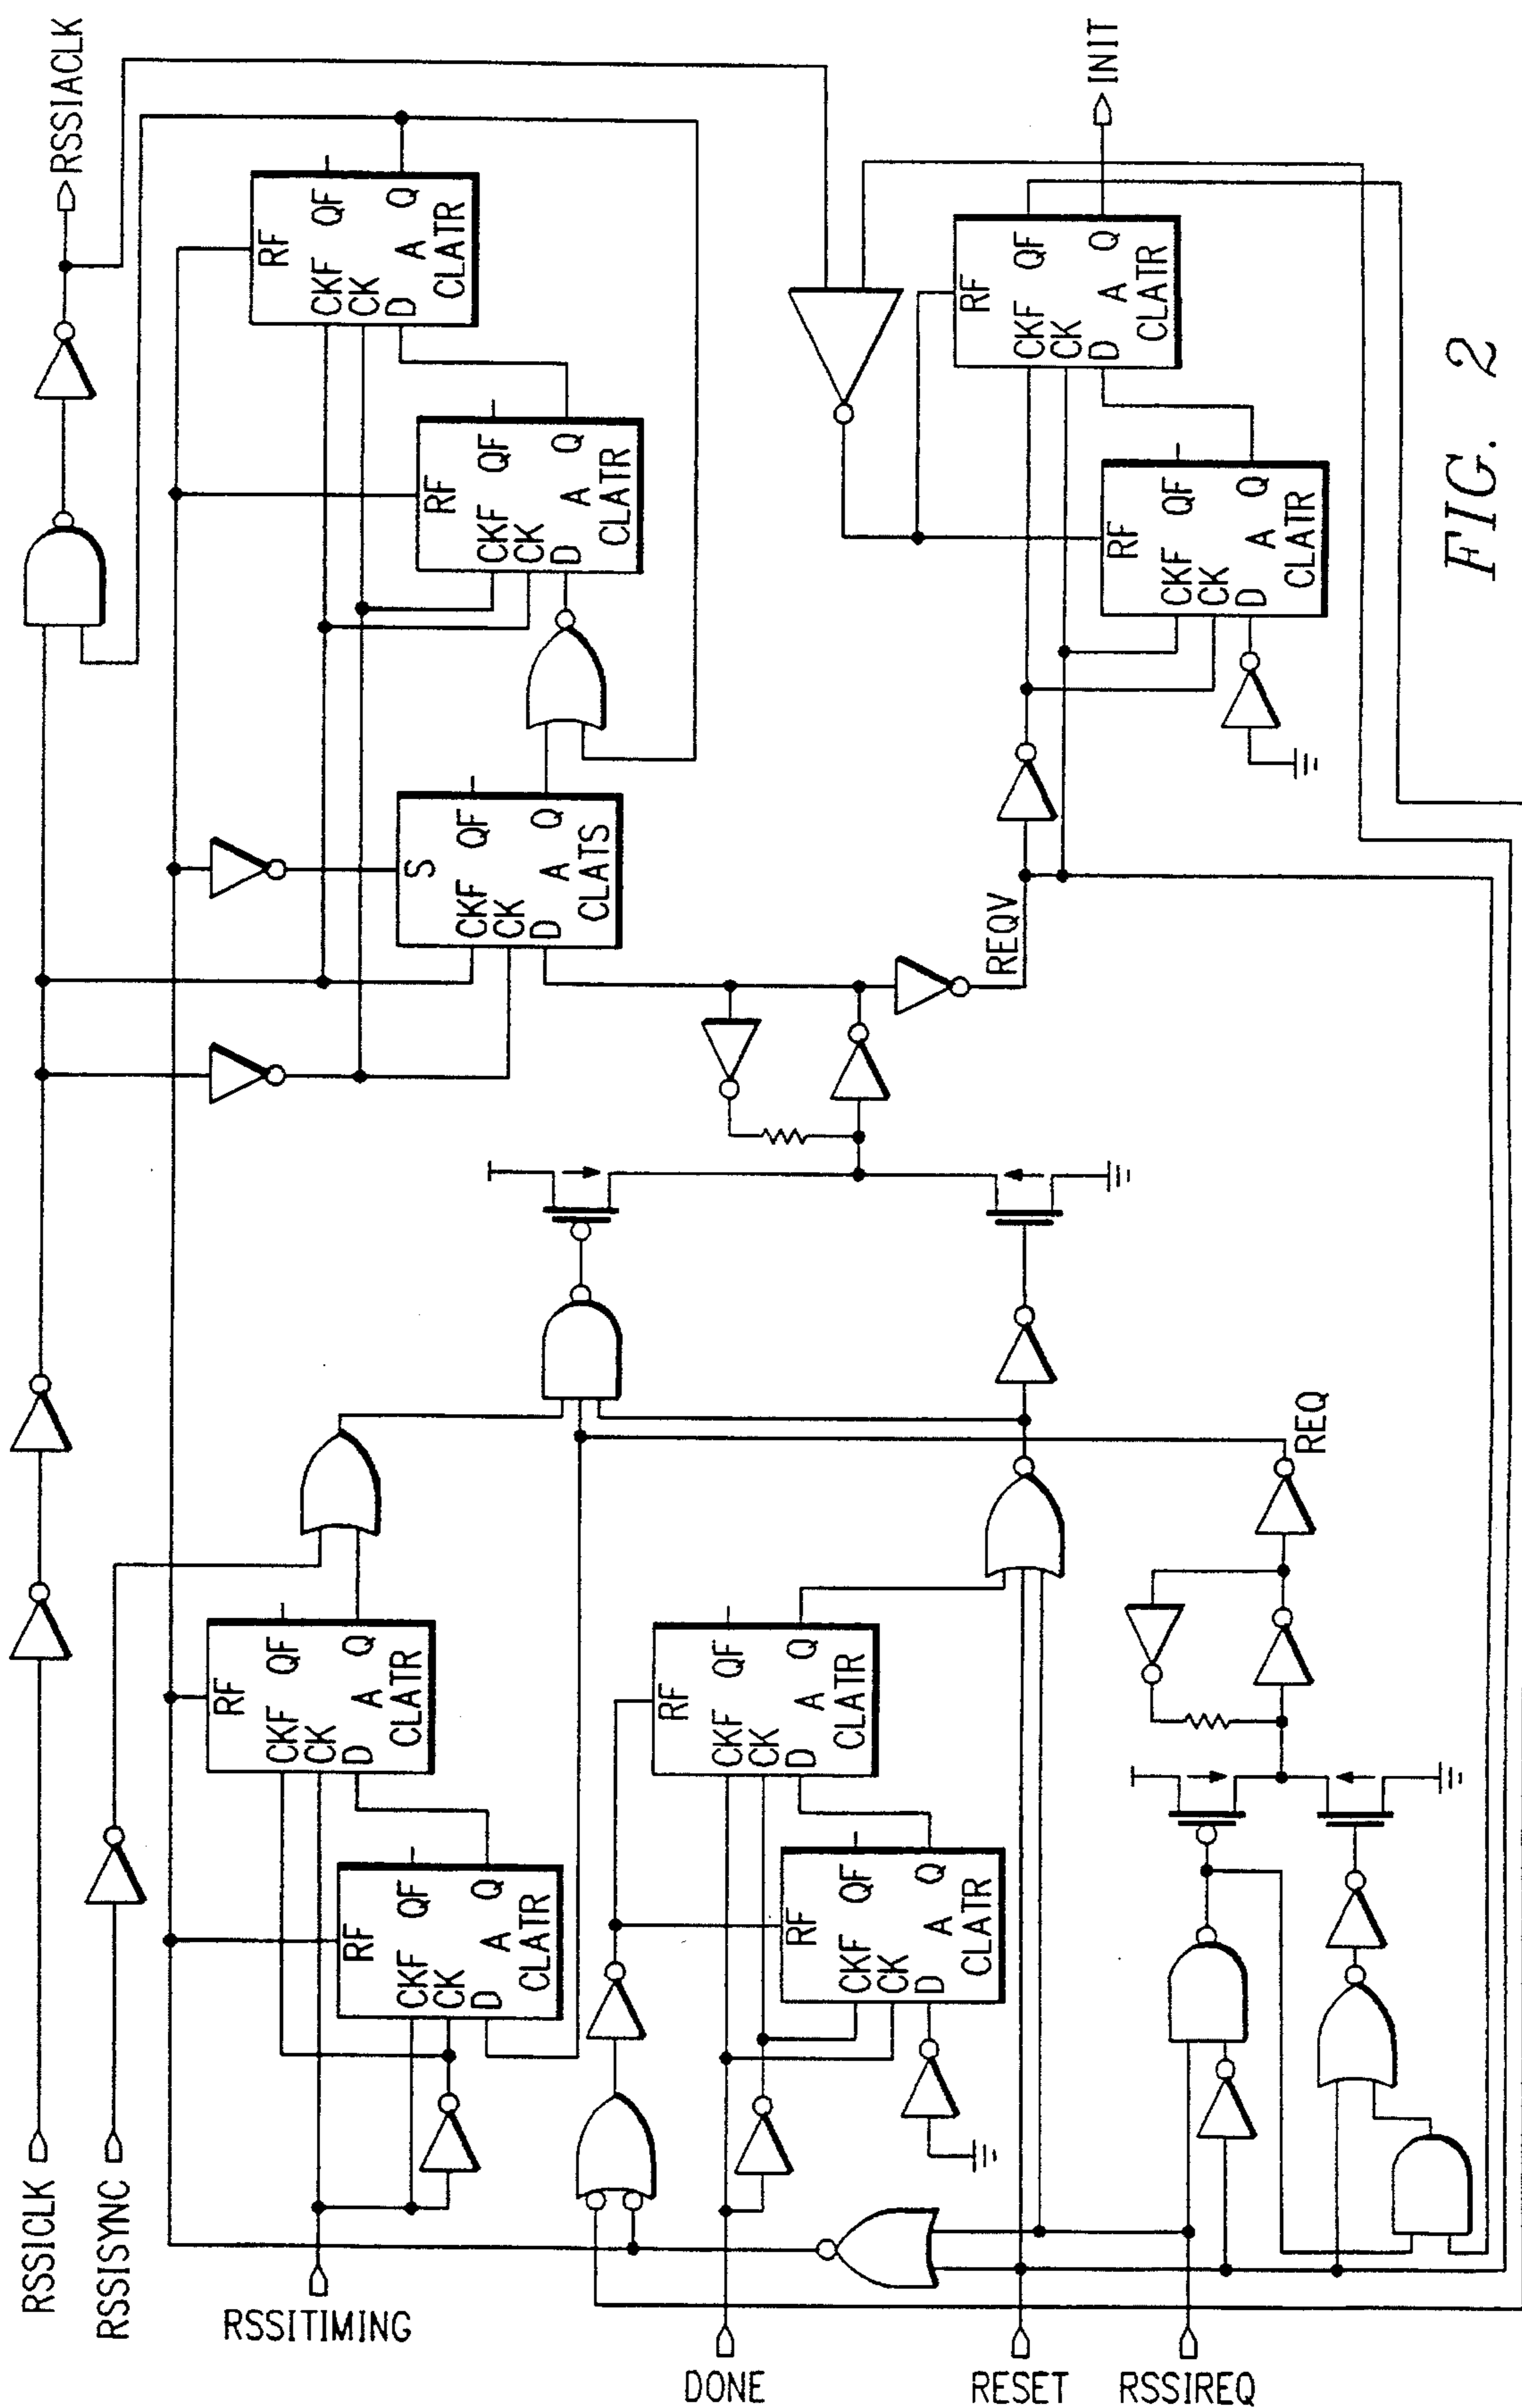 RSSICLK
RSSISYNC
RSSITIMING
DONE
RESET
RSSIREQ
RF
CKF QF
CK
D A Q
CLATR
RF
CKF QF
CK
D A Q
CLATR
RF
CKF QF
CK
D A Q
CLATR
RF
CKF QF
CK
D A Q
CLATR
REQ
S
CKF QF
CK
D A Q
CLATS
REQV
RF
CKF QF
CK
D A Q
CLATR
RF
CKF QF
CK
D A Q
CLATR
RSSIACLK
RF
CKF QF
CK
D A Q
CLATR
RF
CKF QF
CK
D A Q
CLATR
INIT
FIG. 2